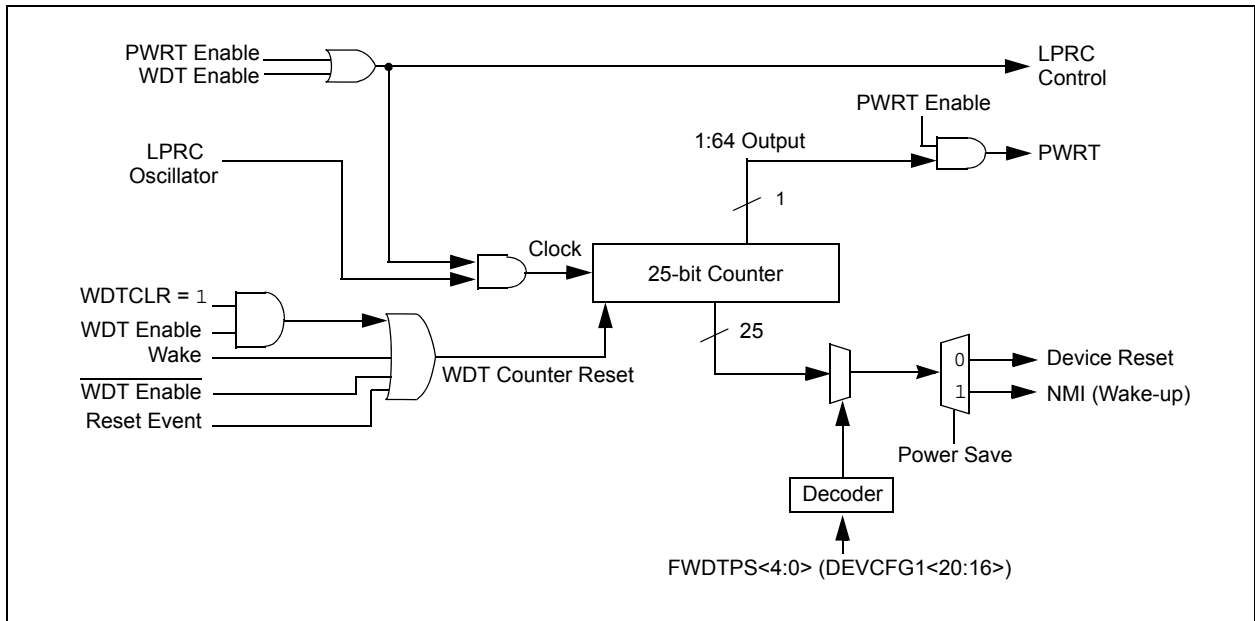 PWRT Enable
WDT Enable
LPRC
Control
PWRT Enable
1:64 Output
PWRT
LPRC
Oscillator
1
Clock
25-bit Counter
WDTCLR = 1
WDT Enable
Wake
WDT Enable
Reset Event
WDT Counter Reset
25
0
1
Device Reset
NMI (Wake-up)
Power Save
Decoder
FWDTPS<4:0> (DEVCFG1<20:16>)